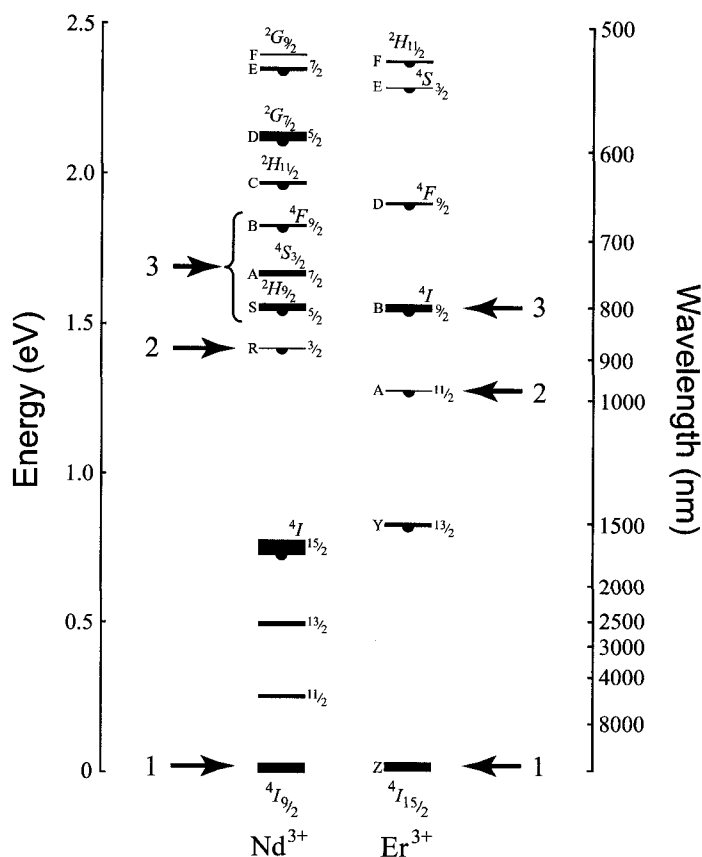 Energy (eV)
2.5
2.0
1.5
1.0
0.5
0
²G9/2
F
E 7/2
²G7/2
D 5/2
²H11/2
C
⁴F9/2
B
⁴S3/2
3
A 7/2
²H9/2
S 5/2
2
R 3/2
⁴I
15/2
13/2
11/2
1
⁴I9/2
Nd³⁺
²H11/2
F
⁴S
E 3/2
D ⁴F9/2
⁴I
B 9/2
3
A 11/2
2
Y 13/2
Z
1
⁴I15/2
Er³⁺
500
600
700
800
900
1000
1500
2000
2500
3000
4000
8000
Wavelength (nm)